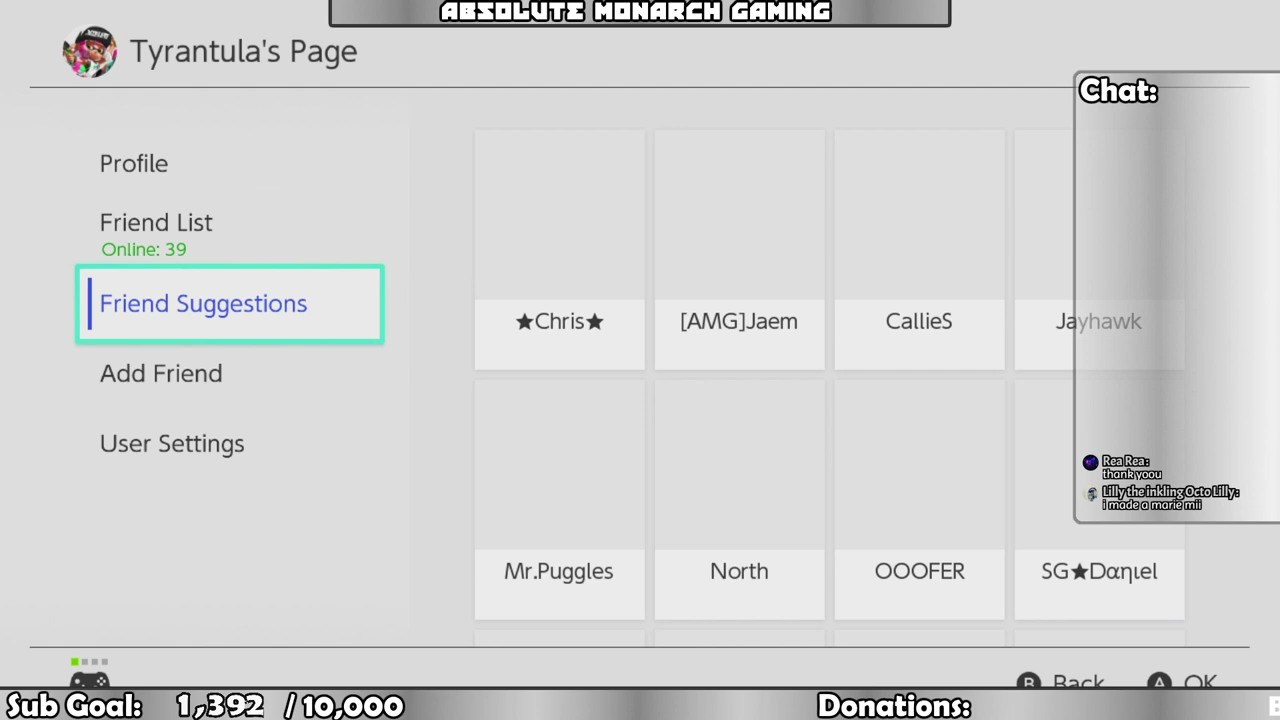 ABSOLUTE MONARCH GAMING
Tyrantula's Page
Chat:
Profile
Friend List
Online: 39
Friend Suggestions
Add Friend
User Settings
★Chris★
[AMG]Jaem
CallieS
Jayhawk
Rea Rea:
thank yoou
Lilly the inkling Octo Lilly:
i made a marie mii
Mr.Puggles
North
OOOFER
SG★Dαηιel
B Back
A OK
Sub Goal: 1,392 / 10,000
Donations: